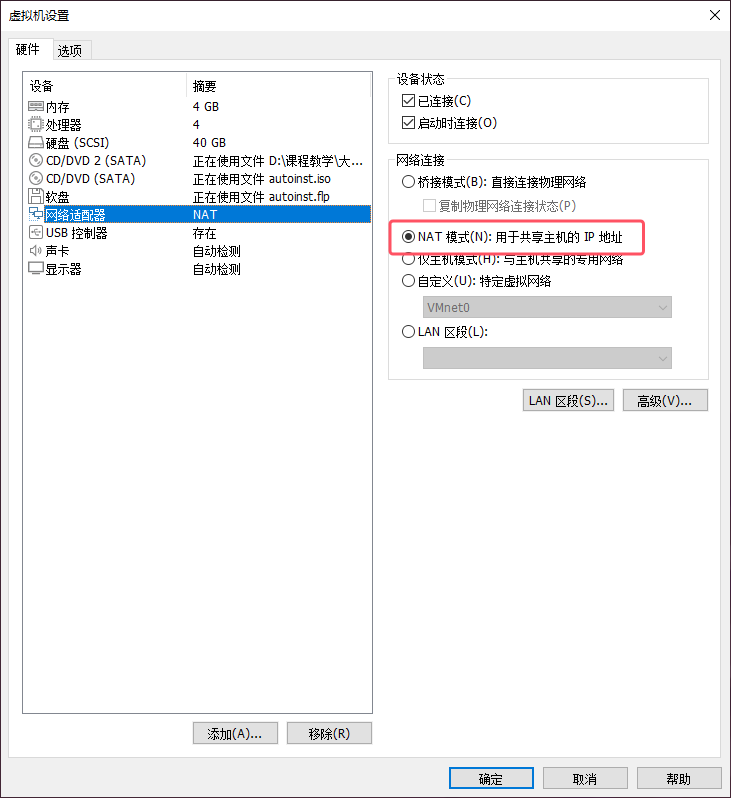 虚拟机设置
硬件 选项
设备 摘要
内存 4 GB
处理器 4
硬盘 (SCSI) 40 GB
CD/DVD 2 (SATA) 正在使用文件 D:\课程教学\大...
CD/DVD (SATA) 正在使用文件 autoinst.iso
软盘 正在使用文件 autoinst.flp
网络适配器 NAT
USB 控制器 存在
声卡 自动检测
显示器 自动检测
添加(A)... 移除(R)
设备状态
已连接(C)
启动时连接(O)
网络连接
桥接模式(B): 直接连接物理网络
复制物理网络连接状态(P)
NAT 模式(N): 用于共享主机的 IP 地址
仅主机模式(H): 与主机共享的专用网络
自定义(U): 特定虚拟网络
VMnet0
LAN 区段(L):
LAN 区段(S)... 高级(V)...
确定 取消 帮助